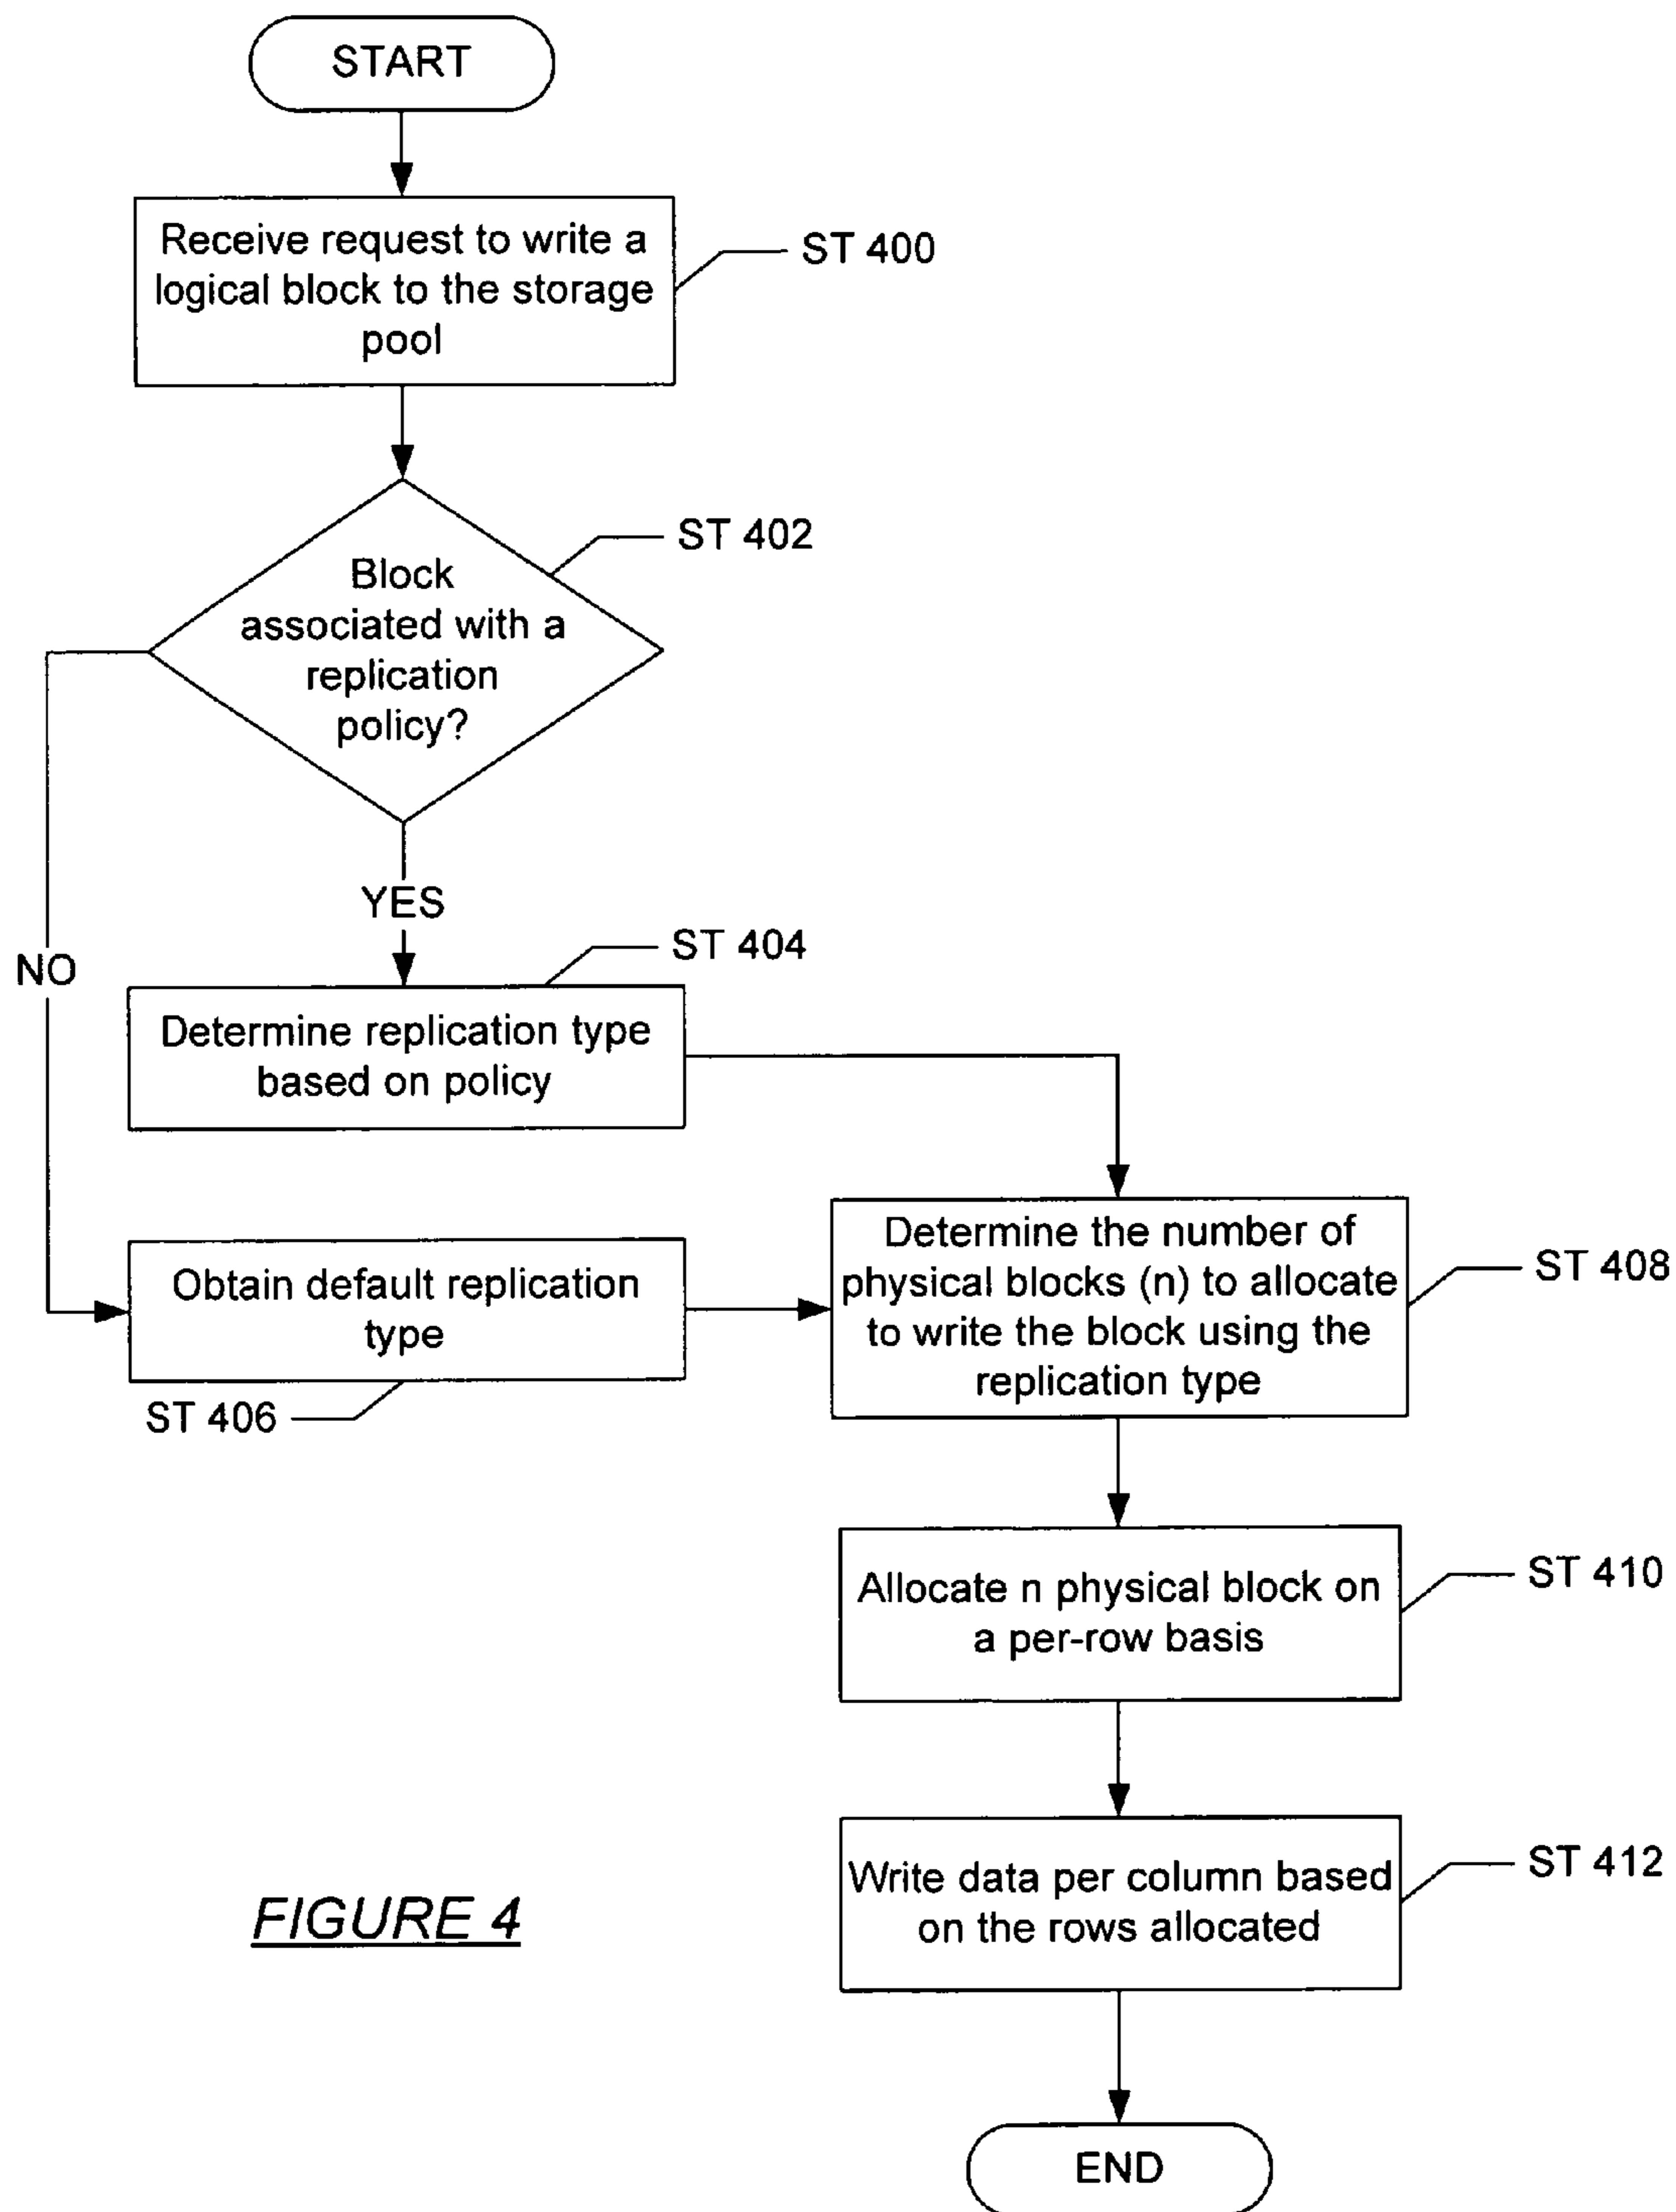 START
Receive request to write a
logical block to the storage
pool
ST 400
Block
associated with a
replication
policy?
ST 402
YES
NO
Determine replication type
based on policy
ST 404
Obtain default replication
type
ST 406
Determine the number of
physical blocks (n) to allocate
to write the block using the
replication type
ST 408
Allocate n physical block on
a per-row basis
ST 410
Write data per column based
on the rows allocated
ST 412
END
FIGURE 4